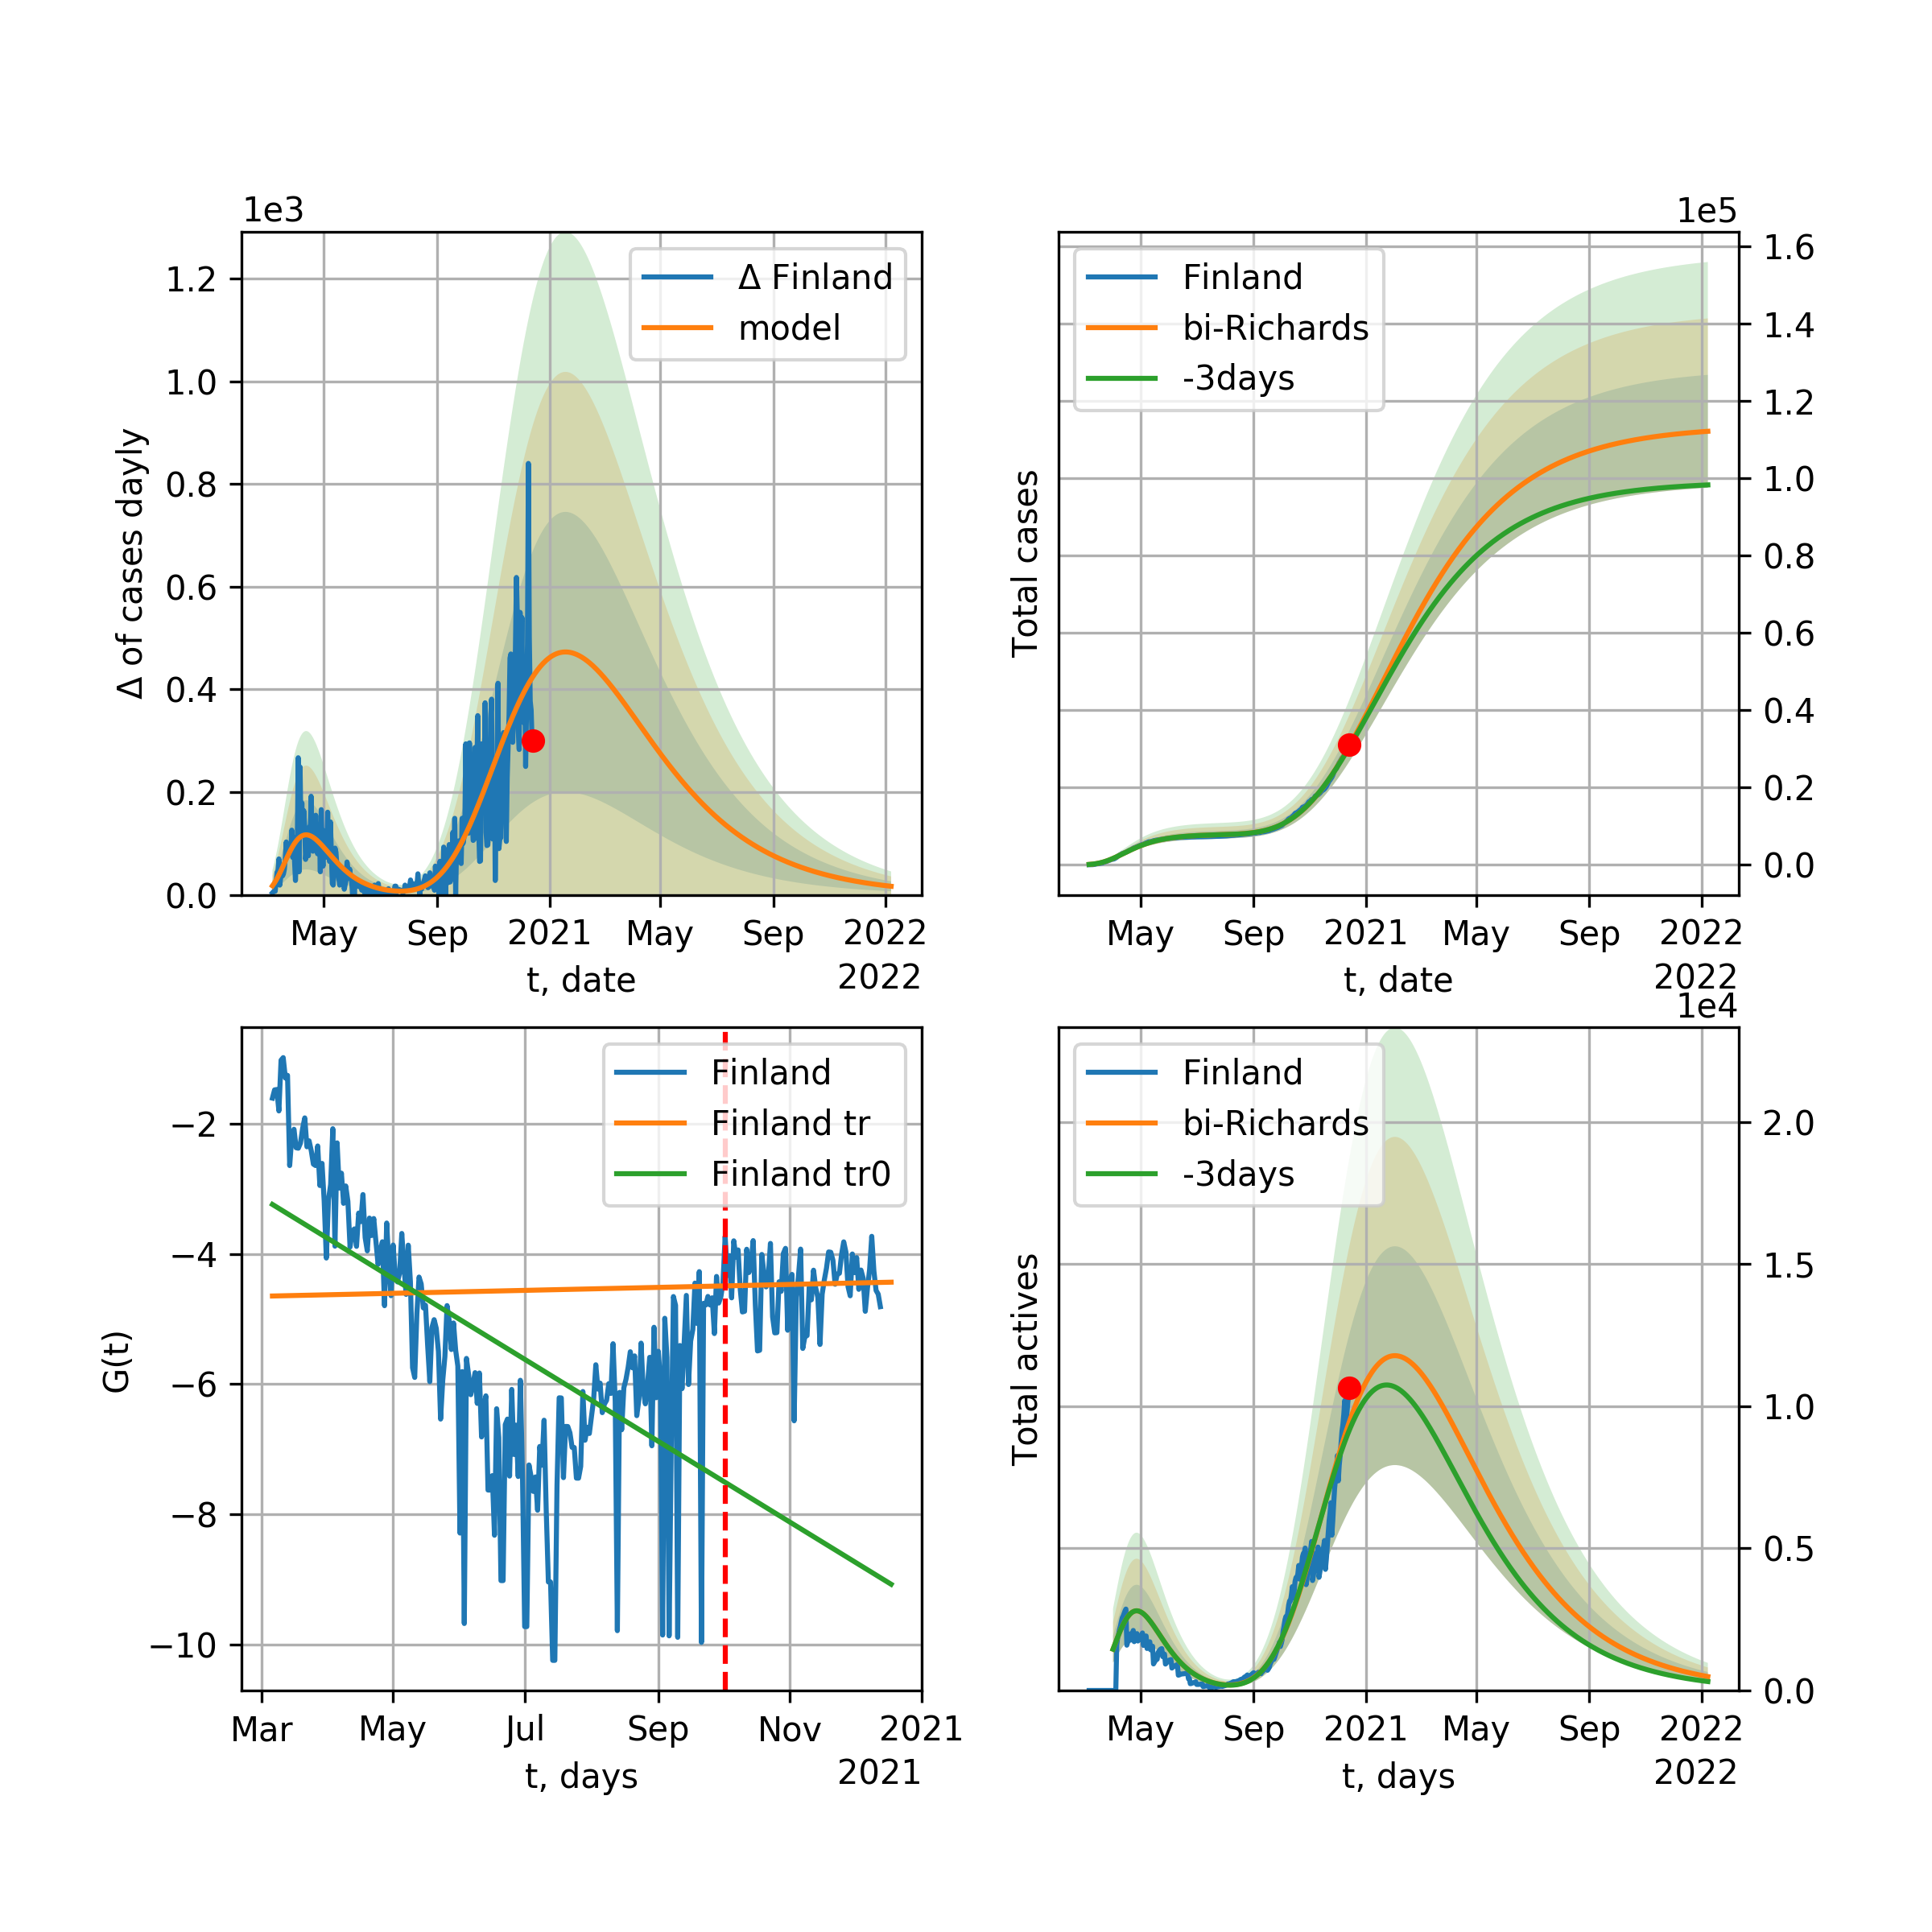 1e3
Δ of cases dayly
1.2
1.0
0.8
0.6
0.4
0.2
0.0
Δ Finland
model
May Sep 2021 May Sep 2022
t, date 2022
1e5
Total cases
Finland
bi-Richards
-3days
1.6
1.4
1.2
1.0
0.8
0.6
0.4
0.2
0.0
May Sep 2021 May Sep 2022
t, date 2022
G(t)
−2
−4
−6
−8
−10
Finland
Finland tr
Finland tr0
Mar May Jul Sep Nov 2021
t, days 2021
1e4
Total actives
Finland
bi-Richards
-3days
2.0
1.5
1.0
0.5
0.0
May Sep 2021 May Sep 2022
t, days 2022